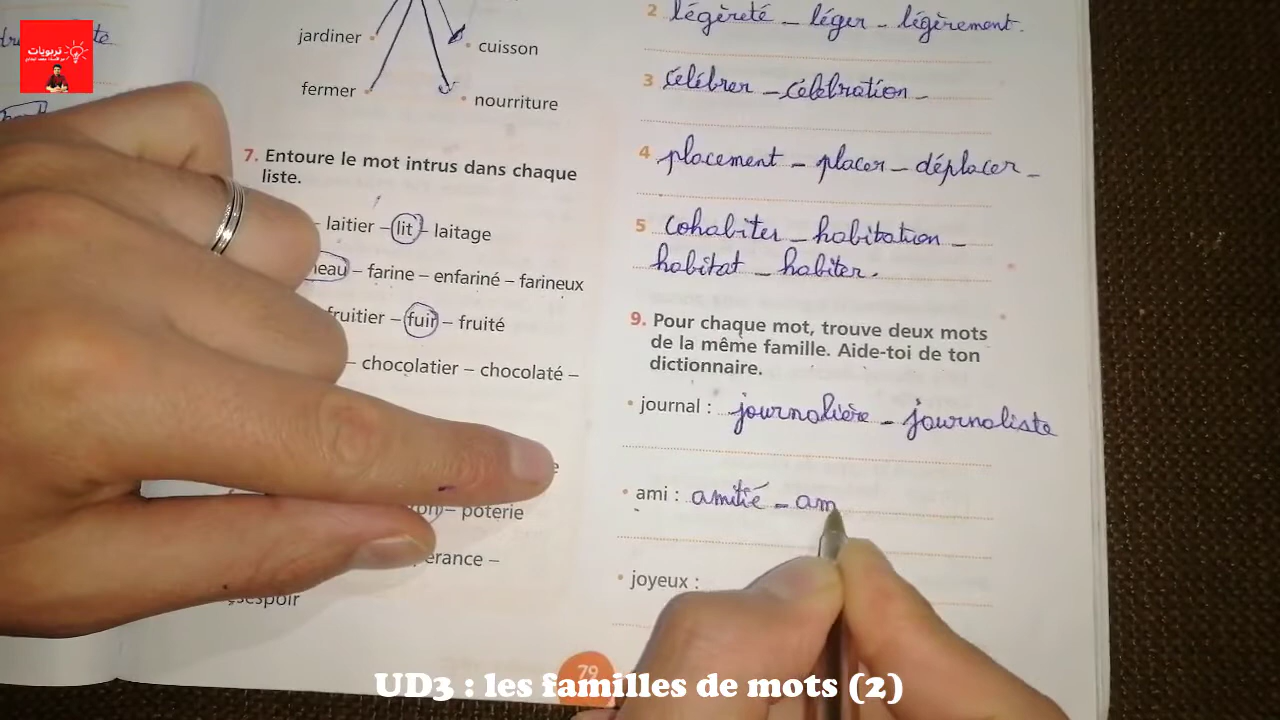 تربويات
jardiner
cuisson
fermer
nourriture
7. Entoure le mot intrus dans chaque
liste.
– laitier – lit – laitage
– farine – enfariné – farineux
fruitier – fuir – fruité
– chocolatier – chocolaté –
– poterie
2 légèreté – léger – légèrement.
3 célébrer – célébration –
4 placement – placer – déplacer –
5 cohabiter – habitation –
habitat – habiter.
9. Pour chaque mot, trouve deux mots
de la même famille. Aide-toi de ton
dictionnaire.
• journal : journalière – journaliste
• ami : amitié – am
• joyeux :
79
UD3 : les familles de mots (2)